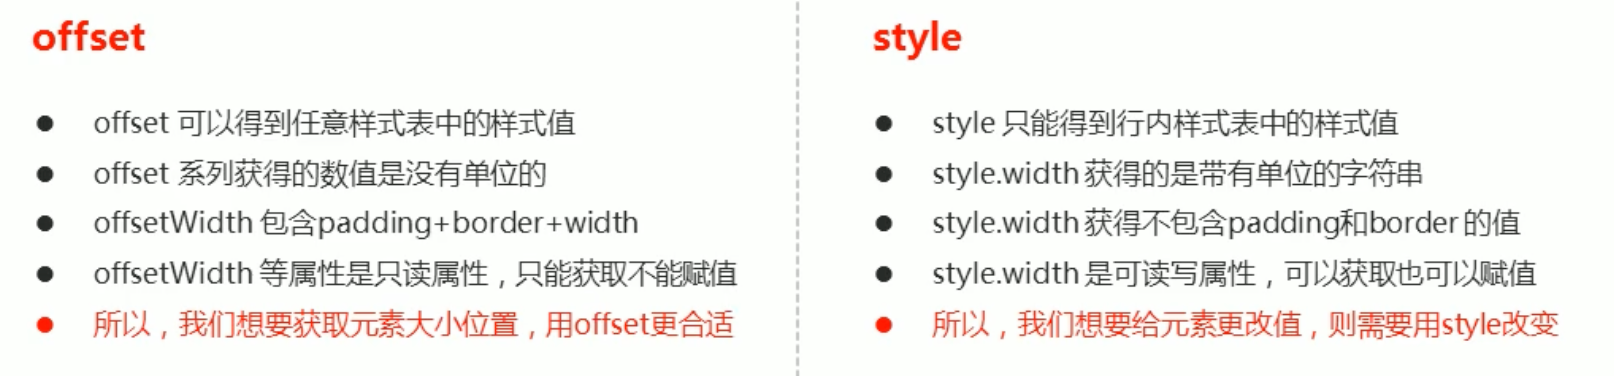 offset
● offset 可以得到任意样式表中的样式值
● offset 系列获得的数值是没有单位的
● offsetWidth 包含padding+border+width
● offsetWidth 等属性是只读属性，只能获取不能赋值
● 所以，我们想要获取元素大小位置，用offset更合适
style
● style 只能得到行内样式表中的样式值
● style.width 获得的是带有单位的字符串
● style.width 获得不包含padding和border 的值
● style.width 是可读写属性，可以获取也可以赋值
● 所以，我们想要给元素更改值，则需要用style改变